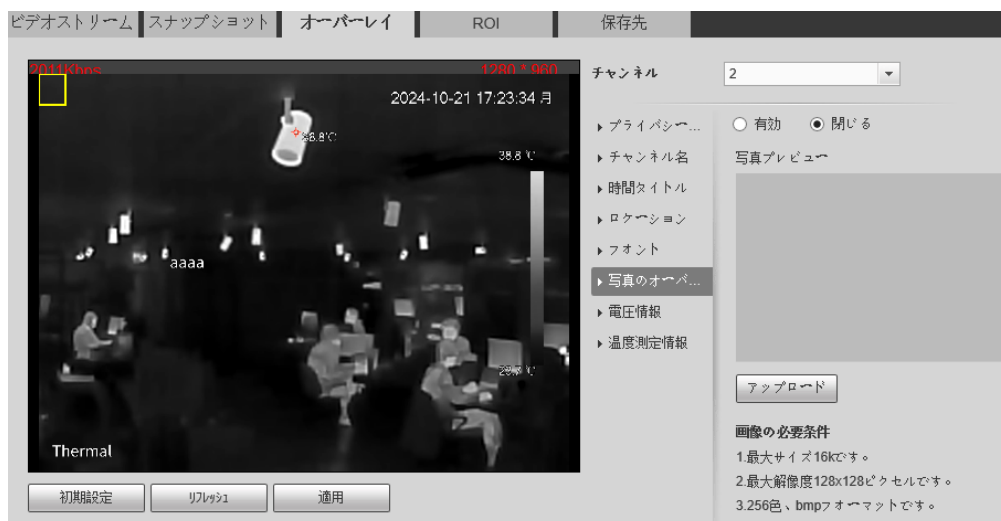 ビデオストリーム スナップショット オーバーレイ ROI 保存先
2011Kbps 1280 * 960
2024-10-21 17:23:34 月
38.8℃
38.8 ℃
aaaa
Thermal
初期設定 リフレッシュ 適用
チャンネル 2
プライバシー...
チャンネル名
時間タイトル
ロケーション
フォント
写真のオーバ...
電圧情報
温度測定情報
有効 閉じる
写真プレビュー
アップロード
画像の必要条件
1.最大サイズ16kです。
2.最大解像度128x128ピクセルです。
3.256色、bmpフォーマットです。